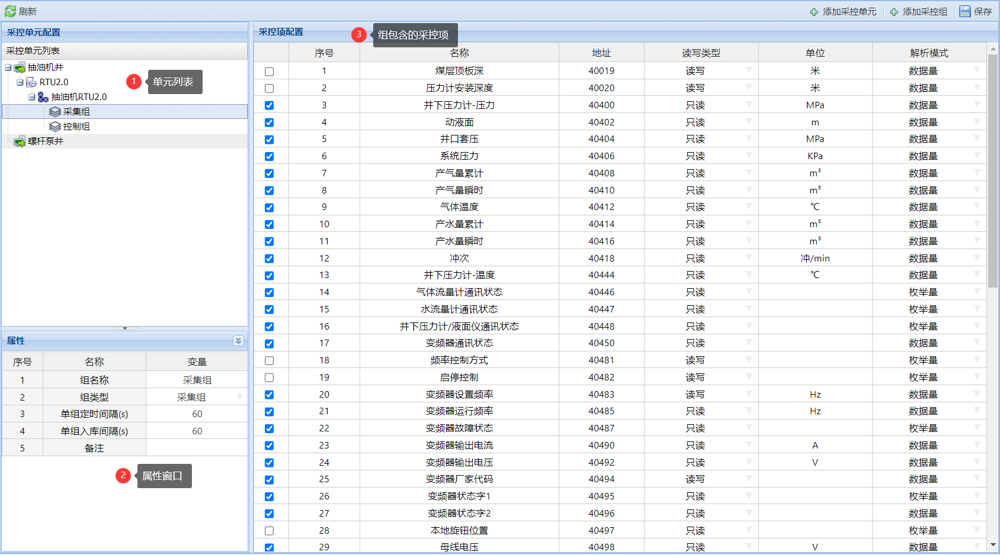 刷新
添加采控单元
添加采控组
保存
采控单元配置
采控单元列表
抽油机井
RTU2.0
抽油机RTU2.0
采集组
控制组
螺杆泵井
1 单元列表
属性
序号 名称 变量
1 组名称 采集组
2 组类型 采集组
3 单组定时间隔(s) 60
4 单组入库间隔(s) 60
5 备注
2 属性窗口
采控项配置
3 组包含的采控项
序号 名称 地址 读写类型 单位 解析模式
1 煤层顶板深 40019 读写 米 数据量
2 压力计安装深度 40020 读写 米 数据量
3 井下压力计-压力 40400 只读 MPa 数据量
4 动液面 40402 只读 m 数据量
5 井口套压 40404 只读 MPa 数据量
6 系统压力 40406 只读 KPa 数据量
7 产气量累计 40408 只读 m³ 数据量
8 产气量瞬时 40410 只读 m³ 数据量
9 气体温度 40412 只读 ℃ 数据量
10 产水量累计 40414 只读 m³ 数据量
11 产水量瞬时 40416 只读 m³ 数据量
12 冲次 40418 只读 冲/min 数据量
13 井下压力计-温度 40444 只读 ℃ 数据量
14 气体流量计通讯状态 40446 只读 枚举量
15 水流量计通讯状态 40447 只读 枚举量
16 井下压力计/液面仪通讯状态 40448 只读 枚举量
17 变频器通讯状态 40450 只读 数据量
18 频率控制方式 40481 读写 枚举量
19 启停控制 40482 读写 枚举量
20 变频器设置频率 40483 读写 Hz 数据量
21 变频器运行频率 40485 只读 Hz 数据量
22 变频器故障状态 40487 只读 枚举量
23 变频器输出电流 40490 只读 A 数据量
24 变频器输出电压 40492 只读 V 数据量
25 变频器厂家代码 40494 读写 数据量
26 变频器状态字1 40495 只读 枚举量
27 变频器状态字2 40496 只读 数据量
28 本地旋钮位置 40497 只读 枚举量
29 母线电压 40498 只读 V 数据量